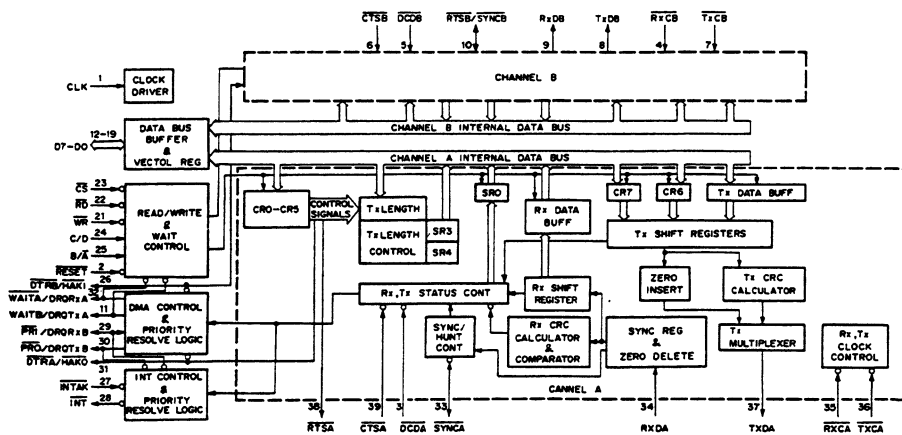 CTSB DCDB RTSB/SYNCB RxDB TxDB RxCB TxCB
6 5 10 9 8 4 7
CHANNEL B
CLK 1
CLOCK
DRIVER
D7-D0 12-19
DATA BUS
BUFFER
&
VECTOR REG
CHANNEL B INTERNAL DATA BUS
CHANNEL A INTERNAL DATA BUS
CS 23
RD 22
WR 21
C/D 24
B/A 25
RESET 2
READ/WRITE
&
WAIT
CONTROL
CR0-CR5
CONTROL
SIGNALS
TxLENGTH
TxLENGTH
CONTROL
SR3
SR4
SR0
Rx DATA
BUFF
CR7
CR6
Tx DATA BUFF
Tx SHIFT REGISTERS
ZERO
INSERT
Tx CRC
CALCULATOR
Tx
MULTIPLEXER
DTRB/HAKI 26
WAITA/DRQRxA
WAITB/DRQTxA 11
PRI/DRQRxB 29
PRO/DRQTxB 30
DTRA/HAKO
31
INTAK 27
INT 28
DMA CONTROL
&
PRIORITY
RESOLVE LOGIC
INT CONTROL
&
PRIORITY
RESOLVE LOGIC
Rx,Tx STATUS CONT
Rx SHIFT
REGISTER
SYNC/
HUNT
CONT
Rx CRC
CALCULATOR
&
COMPARATOR
SYNC REG
&
ZERO DELETE
Rx,Tx
CLOCK
CONTROL
CANNEL A
38 39 3 33 34 37 35 36
RTSA CTSA DCDA SYNCA RXDA TXDA RXCA TXCA